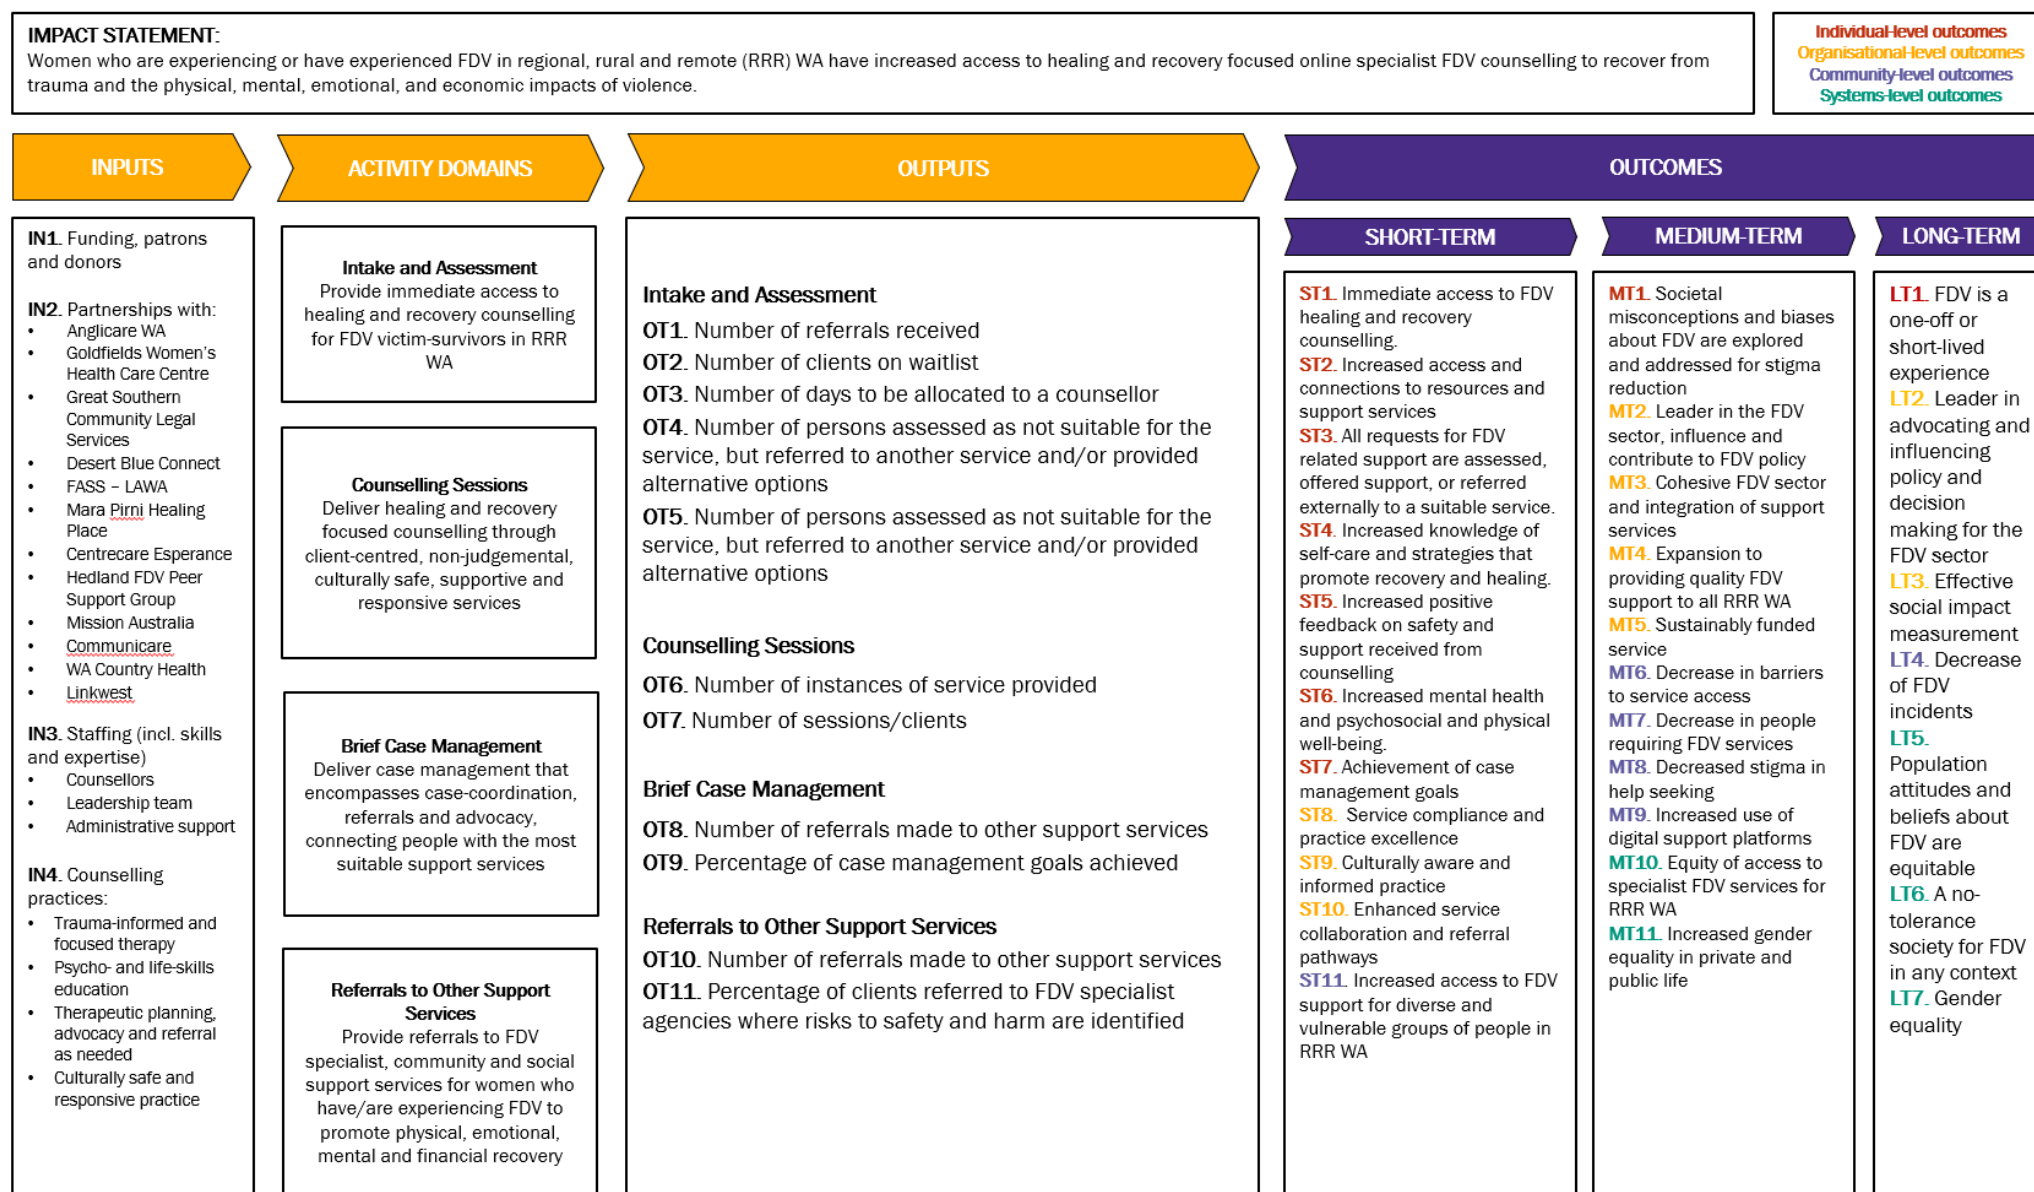 IMPACT STATEMENT:
Women who are experiencing or have experienced FDV in regional, rural and remote (RRR) WA have increased access to healing and recovery focused online specialist FDV counselling to recover from
trauma and the physical, mental, emotional, and economic impacts of violence.
Individual-level outcomes
Organisational-level outcomes
Community-level outcomes
Systems-level outcomes
INPUTS
ACTIVITY DOMAINS
OUTPUTS
OUTCOMES
IN1. Funding, patrons
and donors
IN2. Partnerships with:
• Anglicare WA
• Goldfields Women's
Health Care Centre
• Great Southern
Community Legal
Services
• Desert Blue Connect
• FASS – LAWA
• Mara Pirni Healing
Place
• Centrecare Esperance
• Hedland FDV Peer
Support Group
• Mission Australia
• Communicare
• WA Country Health
• Linkwest
IN3. Staffing (incl. skills
and expertise)
• Counsellors
• Leadership team
• Administrative support
IN4. Counselling
practices:
• Trauma-informed and
focused therapy
• Psycho- and life-skills
education
• Therapeutic planning,
advocacy and referral
as needed
• Culturally safe and
responsive practice
Intake and Assessment
Provide immediate access to
healing and recovery counselling
for FDV victim-survivors in RRR
WA
Counselling Sessions
Deliver healing and recovery
focused counselling through
client-centred, non-judgemental,
culturally safe, supportive and
responsive services
Brief Case Management
Deliver case management that
encompasses case-coordination,
referrals and advocacy,
connecting people with the most
suitable support services
Referrals to Other Support
Services
Provide referrals to FDV
specialist, community and social
support services for women who
have/are experiencing FDV to
promote physical, emotional,
mental and financial recovery
Intake and Assessment
OT1. Number of referrals received
OT2. Number of clients on waitlist
OT3. Number of days to be allocated to a counsellor
OT4. Number of persons assessed as not suitable for the
service, but referred to another service and/or provided
alternative options
OT5. Number of persons assessed as not suitable for the
service, but referred to another service and/or provided
alternative options
Counselling Sessions
OT6. Number of instances of service provided
OT7. Number of sessions/clients
Brief Case Management
OT8. Number of referrals made to other support services
OT9. Percentage of case management goals achieved
Referrals to Other Support Services
OT10. Number of referrals made to other support services
OT11. Percentage of clients referred to FDV specialist
agencies where risks to safety and harm are identified
SHORT-TERM
ST1. Immediate access to FDV
healing and recovery
counselling.
ST2. Increased access and
connections to resources and
support services
ST3. All requests for FDV
related support are assessed,
offered support, or referred
externally to a suitable service.
ST4. Increased knowledge of
self-care and strategies that
promote recovery and healing.
ST5. Increased positive
feedback on safety and
support received from
counselling
ST6. Increased mental health
and psychosocial and physical
well-being.
ST7. Achievement of case
management goals
ST8. Service compliance and
practice excellence
ST9. Culturally aware and
informed practice
ST10. Enhanced service
collaboration and referral
pathways
ST11. Increased access to FDV
support for diverse and
vulnerable groups of people in
RRR WA
MEDIUM-TERM
MT1. Societal
misconceptions and biases
about FDV are explored
and addressed for stigma
reduction
MT2. Leader in the FDV
sector, influence and
contribute to FDV policy
MT3. Cohesive FDV sector
and integration of support
services
MT4. Expansion to
providing quality FDV
support to all RRR WA
MT5. Sustainably funded
service
MT6. Decrease in barriers
to service access
MT7. Decrease in people
requiring FDV services
MT8. Decreased stigma in
help seeking
MT9. Increased use of
digital support platforms
MT10. Equity of access to
specialist FDV services for
RRR WA
MT11. Increased gender
equality in private and
public life
LONG-TERM
LT1. FDV is a
one-off or
short-lived
experience
LT2. Leader in
advocating and
influencing
policy and
decision
making for the
FDV sector
LT3. Effective
social impact
measurement
LT4. Decrease
of FDV
incidents
LT5.
Population
attitudes and
beliefs about
FDV are
equitable
LT6. A no-
tolerance
society for FDV
in any context
LT7. Gender
equality